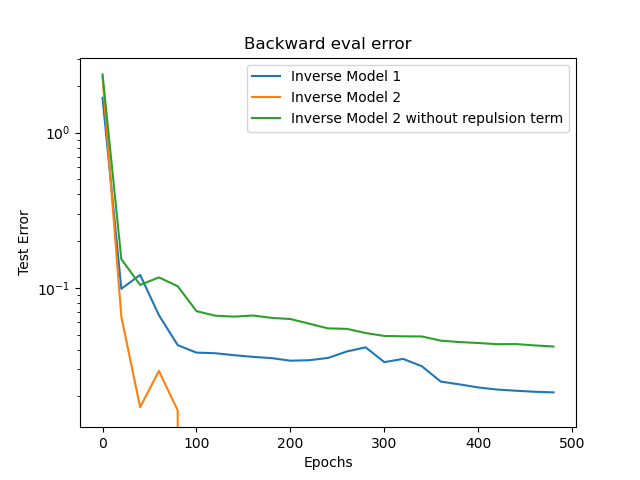 Backward eval error
Inverse Model 1
Inverse Model 2
Inverse Model 2 without repulsion term
10⁰
10⁻¹
Test Error
0 100 200 300 400 500
Epochs